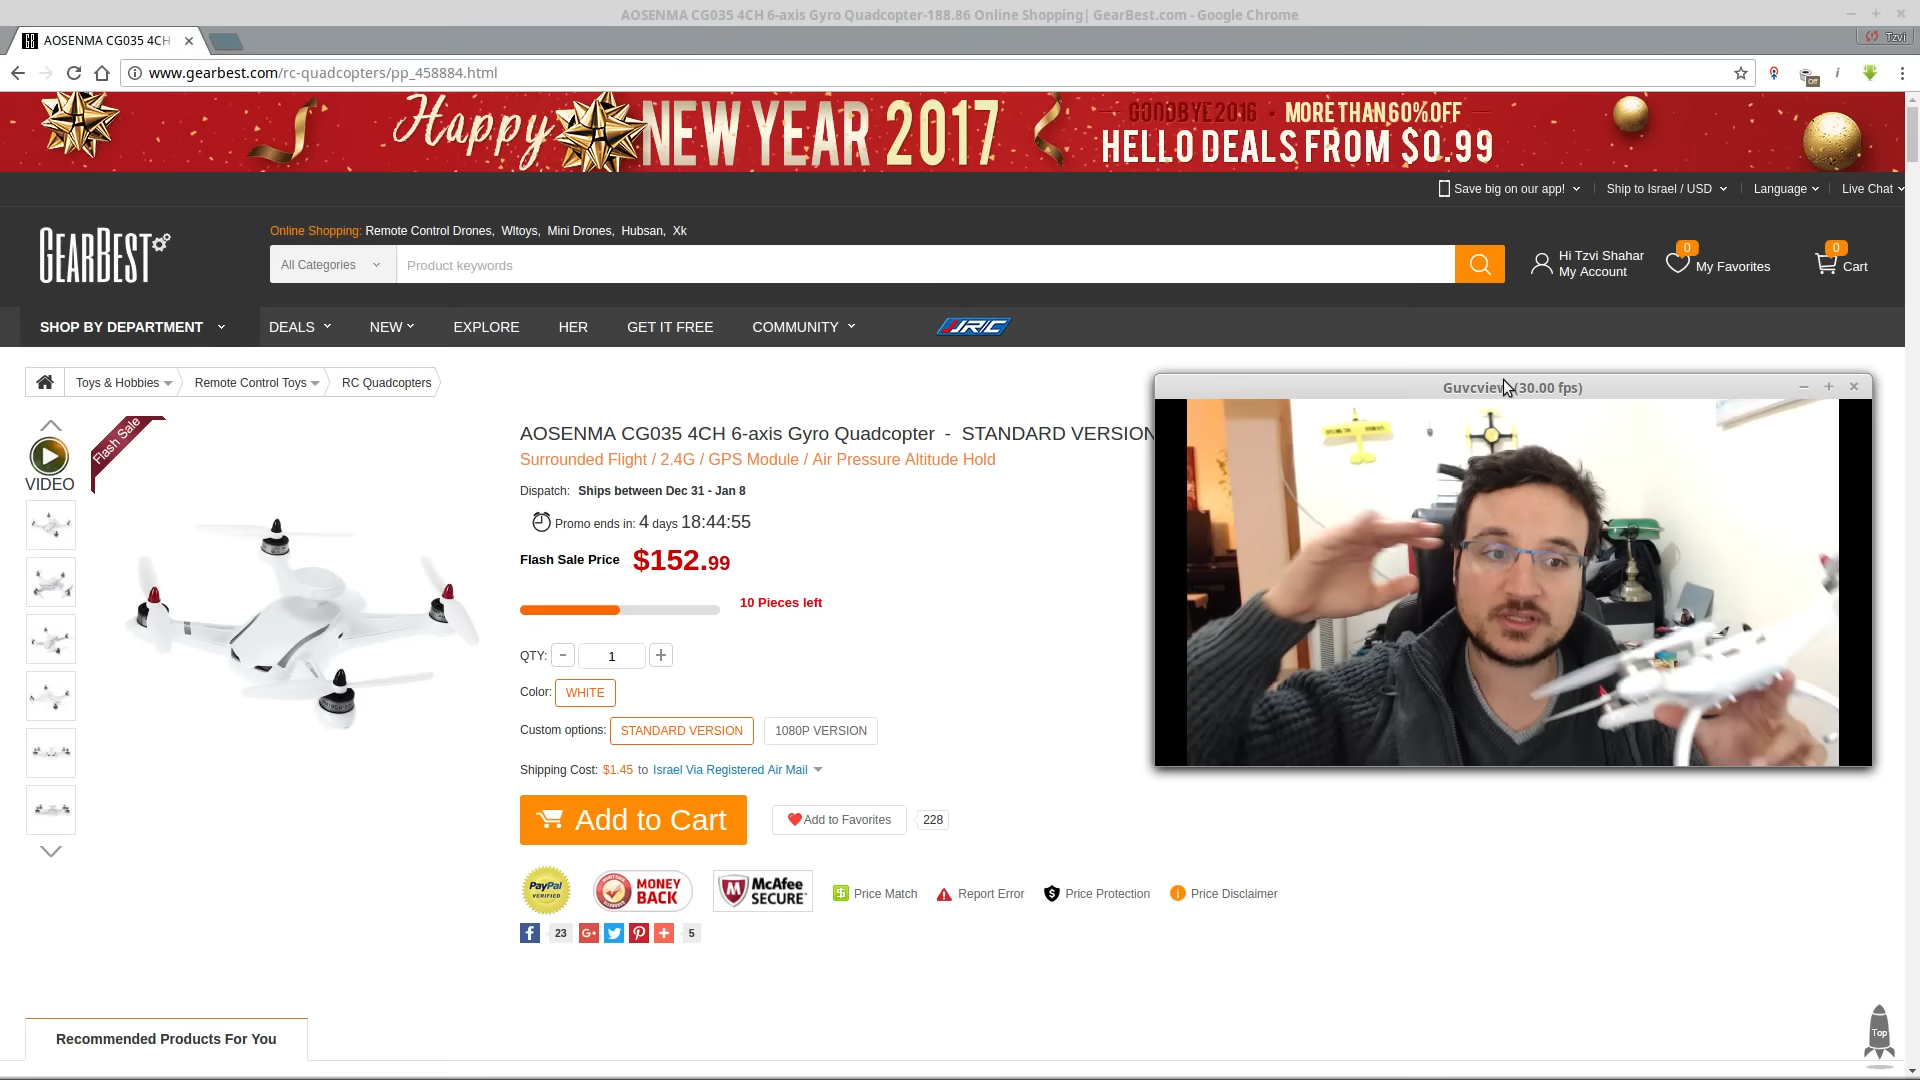 AOSENMA CG035 4CH 6-axis Gyro Quadcopter-188.86 Online Shopping| GearBest.com - Google Chrome
AOSENMA CG035 4CH
Tzvi
www.gearbest.com/rc-quadcopters/pp_458884.html
Off
Happy NEW YEAR 2017
GOODBYE 2016 · MORE THAN 60% OFF
HELLO DEALS FROM $0.99
Save big on our app!
Ship to Israel / USD
Language
Live Chat
GEARBEST
Online Shopping: Remote Control Drones, Wltoys, Mini Drones, Hubsan, Xk
All Categories
Product keywords
Hi Tzvi Shahar
My Account
0
My Favorites
0
Cart
SHOP BY DEPARTMENT
DEALS
NEW
EXPLORE
HER
GET IT FREE
COMMUNITY
JJRC
Toys & Hobbies
Remote Control Toys
RC Quadcopters
Guvcview (30.00 fps)
VIDEO
Flash Sale
AOSENMA CG035 4CH 6-axis Gyro Quadcopter - STANDARD VERSION
Surrounded Flight / 2.4G / GPS Module / Air Pressure Altitude Hold
Dispatch: Ships between Dec 31 - Jan 8
Promo ends in: 4 days 18:44:55
Flash Sale Price $152.99
10 Pieces left
QTY: - 1 +
Color: WHITE
Custom options: STANDARD VERSION 1080P VERSION
Shipping Cost: $1.45 to Israel Via Registered Air Mail
Add to Cart
Add to Favorites
228
PayPal
VERIFIED
MONEY
BACK
McAfee
SECURE
Price Match
Report Error
Price Protection
Price Disclaimer
23
G+
5
Recommended Products For You
Top